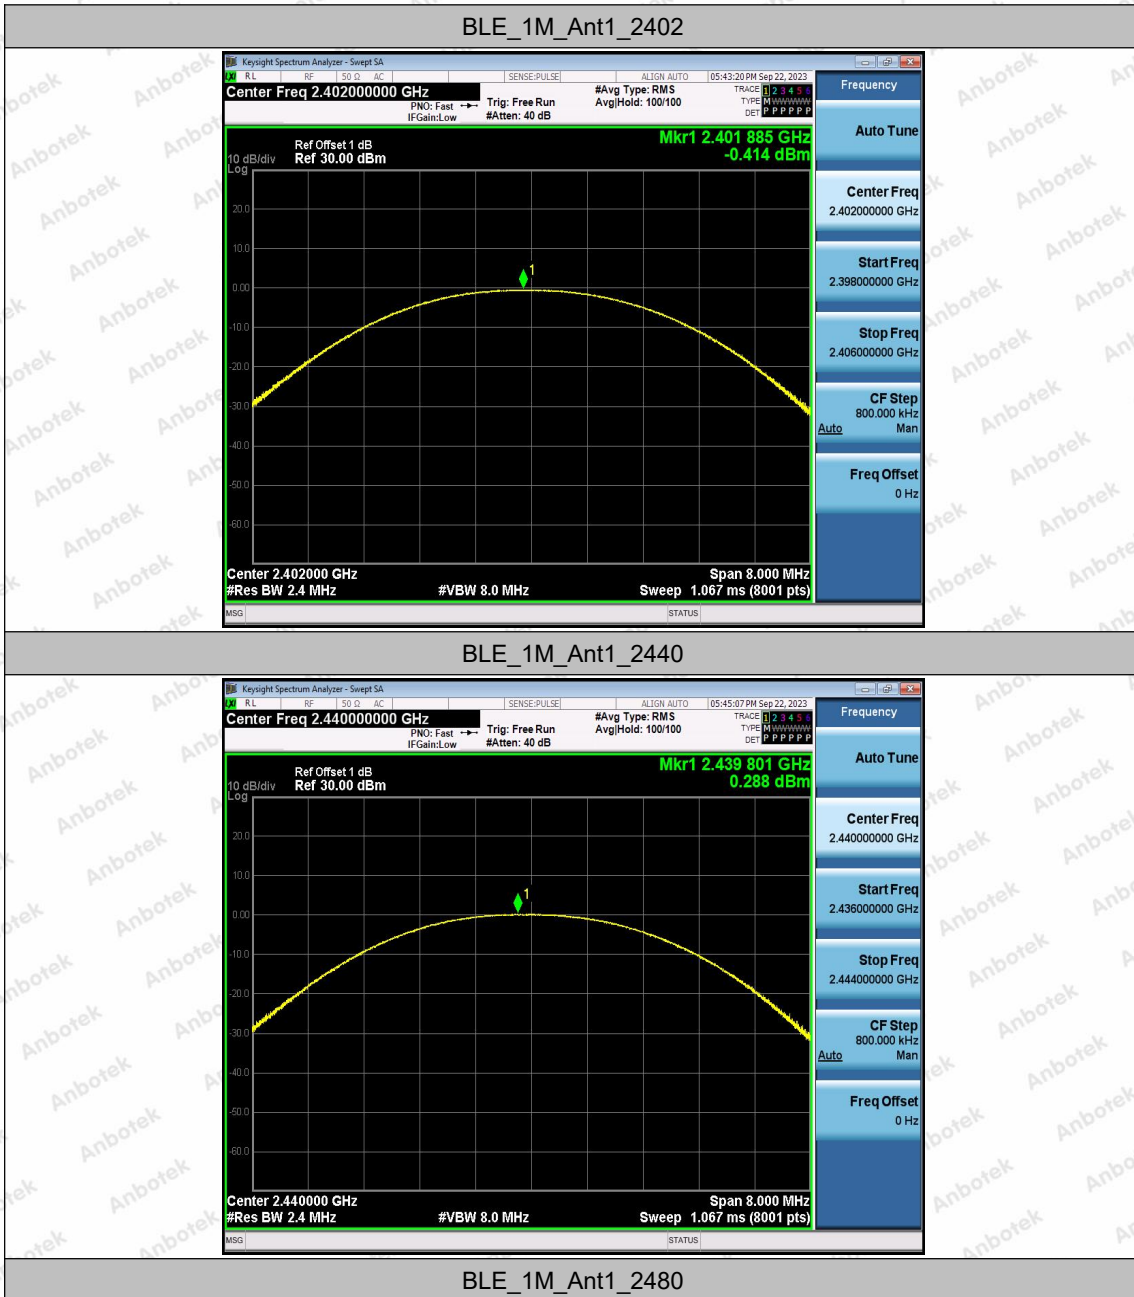 BLE_1M_Ant1_2402
Keysight Spectrum Analyzer - Swept SA
LXI RL RF 50 Ω AC SENSE:PULSE ALIGN AUTO 05:43:20 PM Sep 22, 2023
Center Freq 2.402000000 GHz
PNO: Fast
IFGain:Low
Trig: Free Run
#Atten: 40 dB
#Avg Type: RMS
Avg|Hold: 100/100
TRACE 1 2 3 4 5 6
TYPE M WWWWW
DET P P P P P P
Frequency
Ref Offset 1 dB
10 dB/div Ref 30.00 dBm
Log
Mkr1 2.401 885 GHz
-0.414 dBm
1
20.0
10.0
0.00
-10.0
-20.0
-30.0
-40.0
-50.0
-60.0
Center 2.402000 GHz Span 8.000 MHz
#Res BW 2.4 MHz #VBW 8.0 MHz Sweep 1.067 ms (8001 pts)
MSG STATUS
Auto Tune
Center Freq
2.402000000 GHz
Start Freq
2.398000000 GHz
Stop Freq
2.406000000 GHz
CF Step
800.000 kHz
Auto Man
Freq Offset
0 Hz
BLE_1M_Ant1_2440
Keysight Spectrum Analyzer - Swept SA
LXI RL RF 50 Ω AC SENSE:PULSE ALIGN AUTO 05:45:07 PM Sep 22, 2023
Center Freq 2.440000000 GHz
PNO: Fast
IFGain:Low
Trig: Free Run
#Atten: 40 dB
#Avg Type: RMS
Avg|Hold: 100/100
TRACE 1 2 3 4 5 6
TYPE M WWWWW
DET P P P P P P
Frequency
Ref Offset 1 dB
10 dB/div Ref 30.00 dBm
Log
Mkr1 2.439 801 GHz
0.288 dBm
1
20.0
10.0
0.00
-10.0
-20.0
-30.0
-40.0
-50.0
-60.0
Center 2.440000 GHz Span 8.000 MHz
#Res BW 2.4 MHz #VBW 8.0 MHz Sweep 1.067 ms (8001 pts)
MSG STATUS
Auto Tune
Center Freq
2.440000000 GHz
Start Freq
2.436000000 GHz
Stop Freq
2.444000000 GHz
CF Step
800.000 kHz
Auto Man
Freq Offset
0 Hz
BLE_1M_Ant1_2480
Anbotek